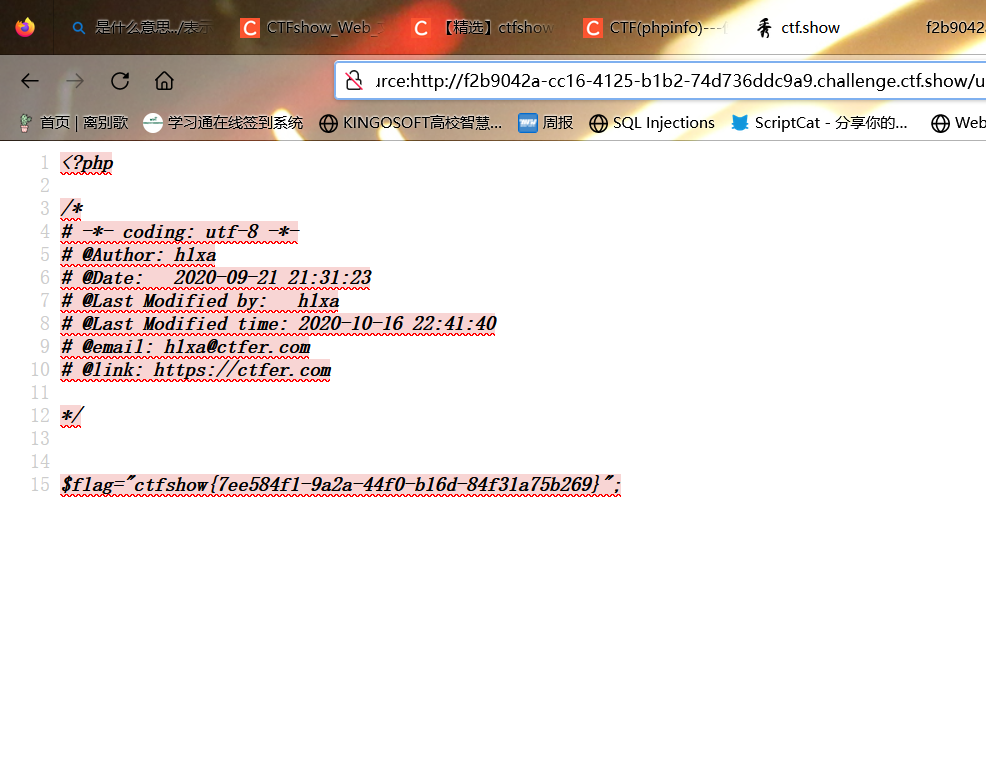 是什么意思../表示
CTFshow_Web_
【精选】ctfshow
CTF(phpinfo)---
ctf.show
f2b9042
urce:http://f2b9042a-cc16-4125-b1b2-74d736ddc9a9.challenge.ctf.show/u
首页 | 离别歌
学习通在线签到系统
KINGOSOFT高校智慧...
周报
SQL Injections
ScriptCat - 分享你的...
Web
1 <?php
2
3 /*
4 # -*- coding: utf-8 -*-
5 # @Author: hlxa
6 # @Date:   2020-09-21 21:31:23
7 # @Last Modified by:   hlxa
8 # @Last Modified time: 2020-10-16 22:41:40
9 # @email: hlxa@ctfer.com
10 # @link: https://ctfer.com
11
12 */
13
14
15 $flag="ctfshow{7ee584f1-9a2a-44f0-b16d-84f31a75b269}";